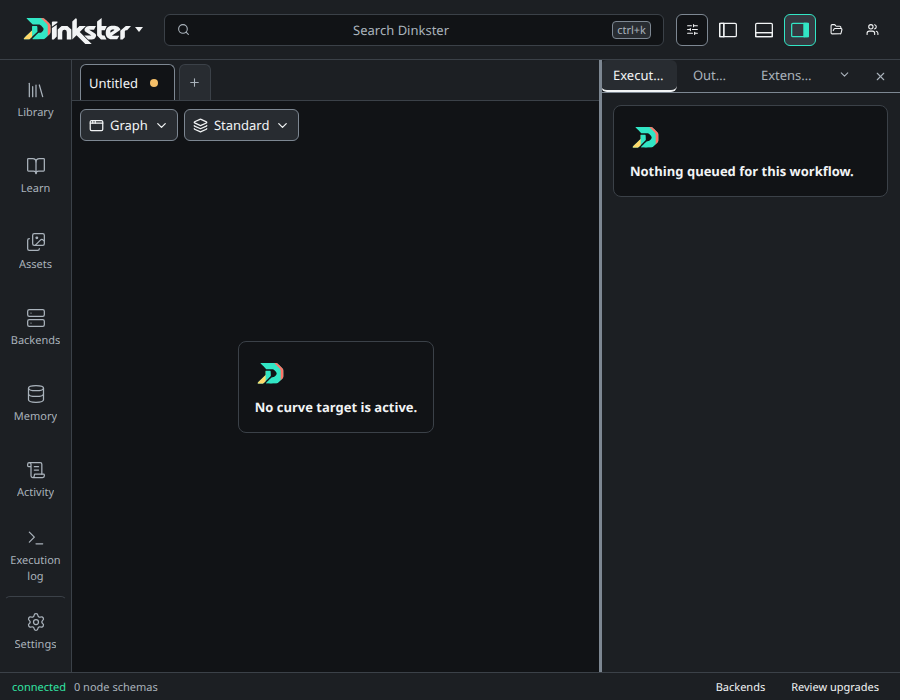 Dinkster
Search Dinkster
ctrl+k
Untitled
Execut...
Out...
Extens...
Graph
Standard
Library
Learn
Assets
Backends
Memory
Activity
Execution
log
Settings
No curve target is active.
Nothing queued for this workflow.
connected
0 node schemas
Backends
Review upgrades